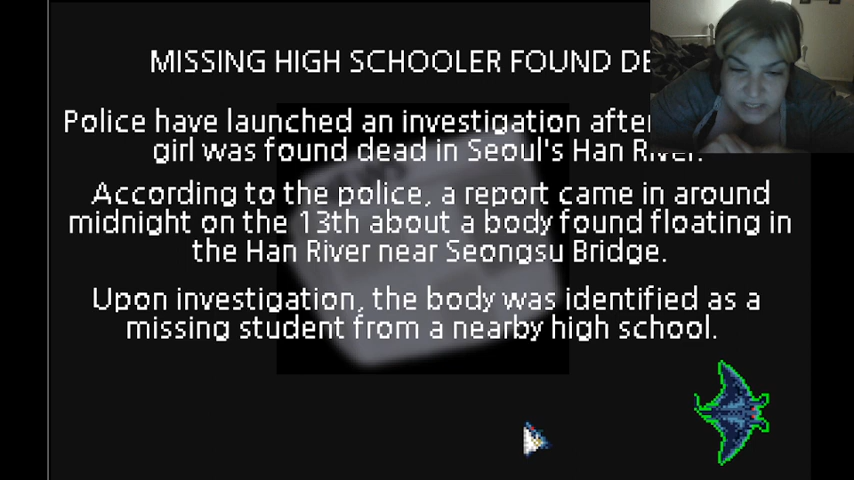 MISSING HIGH SCHOOLER FOUND
Police have launched an investigation after
girl was found dead in Seoul's Han River.
According to the police, a report came in around
midnight on the 13th about a body found floating in
the Han River near Seongsu Bridge.
Upon investigation, the body was identified as a
missing student from a nearby high school.